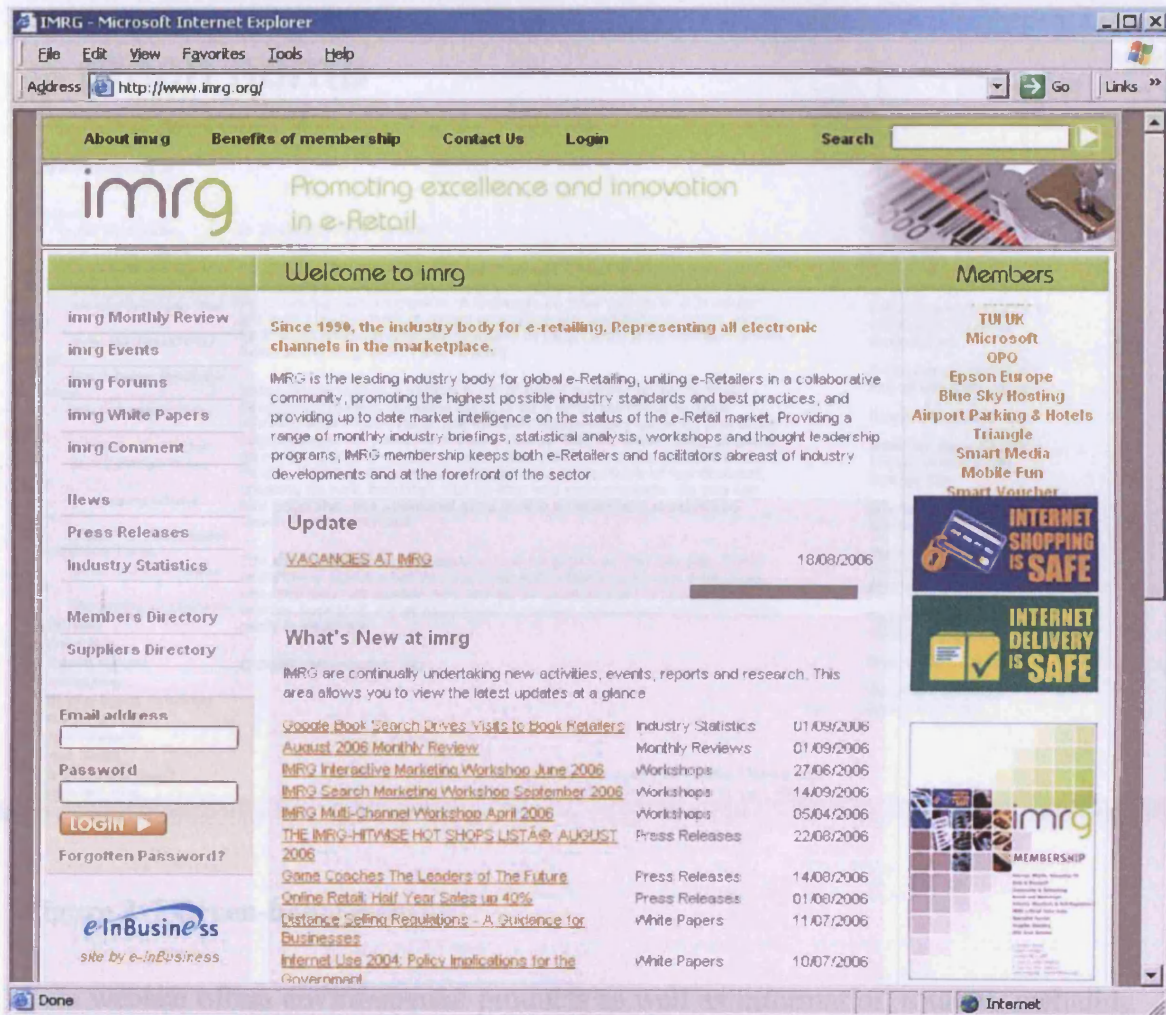 IMRG - Microsoft Internet Explorer
File Edit View Favorites Tools Help
Address http://www.imrg.org/ Go Links »
About imrg Benefits of membership Contact Us Login Search
imrg
Promoting excellence and innovation
in e-Retail
Welcome to imrg
Members
imrg Monthly Review
imrg Events
imrg Forums
imrg White Papers
imrg Comment
News
Press Releases
Industry Statistics
Members Directory
Suppliers Directory
Email address
Password
LOGIN
Forgotten Password?
e-InBusiness
site by e-InBusiness
Since 1990, the industry body for e-retailing. Representing all electronic
channels in the marketplace.
IMRG is the leading industry body for global e-Retailing, uniting e-Retailers in a collaborative
community, promoting the highest possible industry standards and best practices, and
providing up to date market intelligence on the status of the e-Retail market. Providing a
range of monthly industry briefings, statistical analysis, workshops and thought leadership
programs, IMRG membership keeps both e-Retailers and facilitators abreast of industry
developments and at the forefront of the sector
Update
VACANCIES AT IMRG 18/08/2006
What's New at imrg
IMRG are continually undertaking new activities, events, reports and research. This
area allows you to view the latest updates at a glance
Google Book Search Drives Visits to Book Retailers Industry Statistics 01/09/2006
August 2006 Monthly Review Monthly Reviews 01/09/2006
IMRG Interactive Marketing Workshop June 2006 Workshops 27/06/2006
IMRG Search Marketing Workshop September 2006 Workshops 14/09/2006
IMRG Multi-Channel Workshop April 2006 Workshops 05/04/2006
THE IMRG-HITWISE HOT SHOPS LISTÂ© AUGUST Press Releases 22/08/2006
2006
Game Coaches The Leaders of The Future Press Releases 14/08/2006
Online Retail Half Year Sales up 40% Press Releases 01/08/2006
Distance Selling Regulations - A Guidance for White Papers 11/07/2006
Businesses
Internet Use 2004: Policy Implications for the White Papers 10/07/2006
Government
TUI UK
Microsoft
OPO
Epson Europe
Blue Sky Hosting
Airport Parking & Hotels
Triangle
Smart Media
Mobile Fun
Smart Voucher
INTERNET
SHOPPING
IS SAFE
INTERNET
DELIVERY
IS SAFE
imrg
MEMBERSHIP
Done Internet